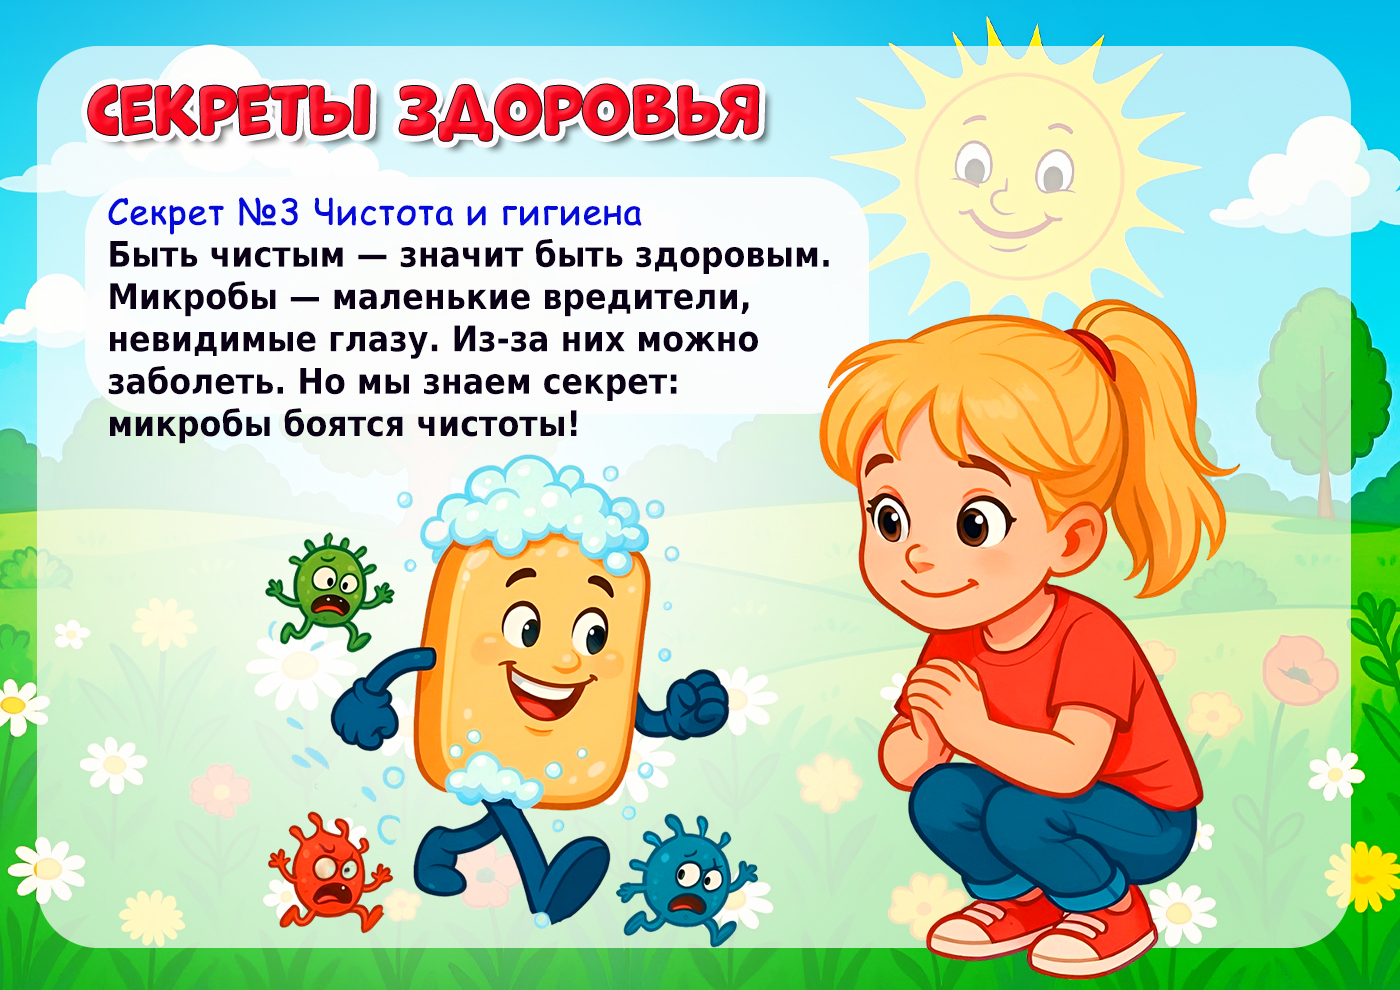 СЕКРЕТЫ ЗДОРОВЬЯ
Секрет №3 Чистота и гигиена
Быть чистым — значит быть здоровым.
Микробы — маленькие вредители,
невидимые глазу. Из-за них можно
заболеть. Но мы знаем секрет:
микробы боятся чистоты!